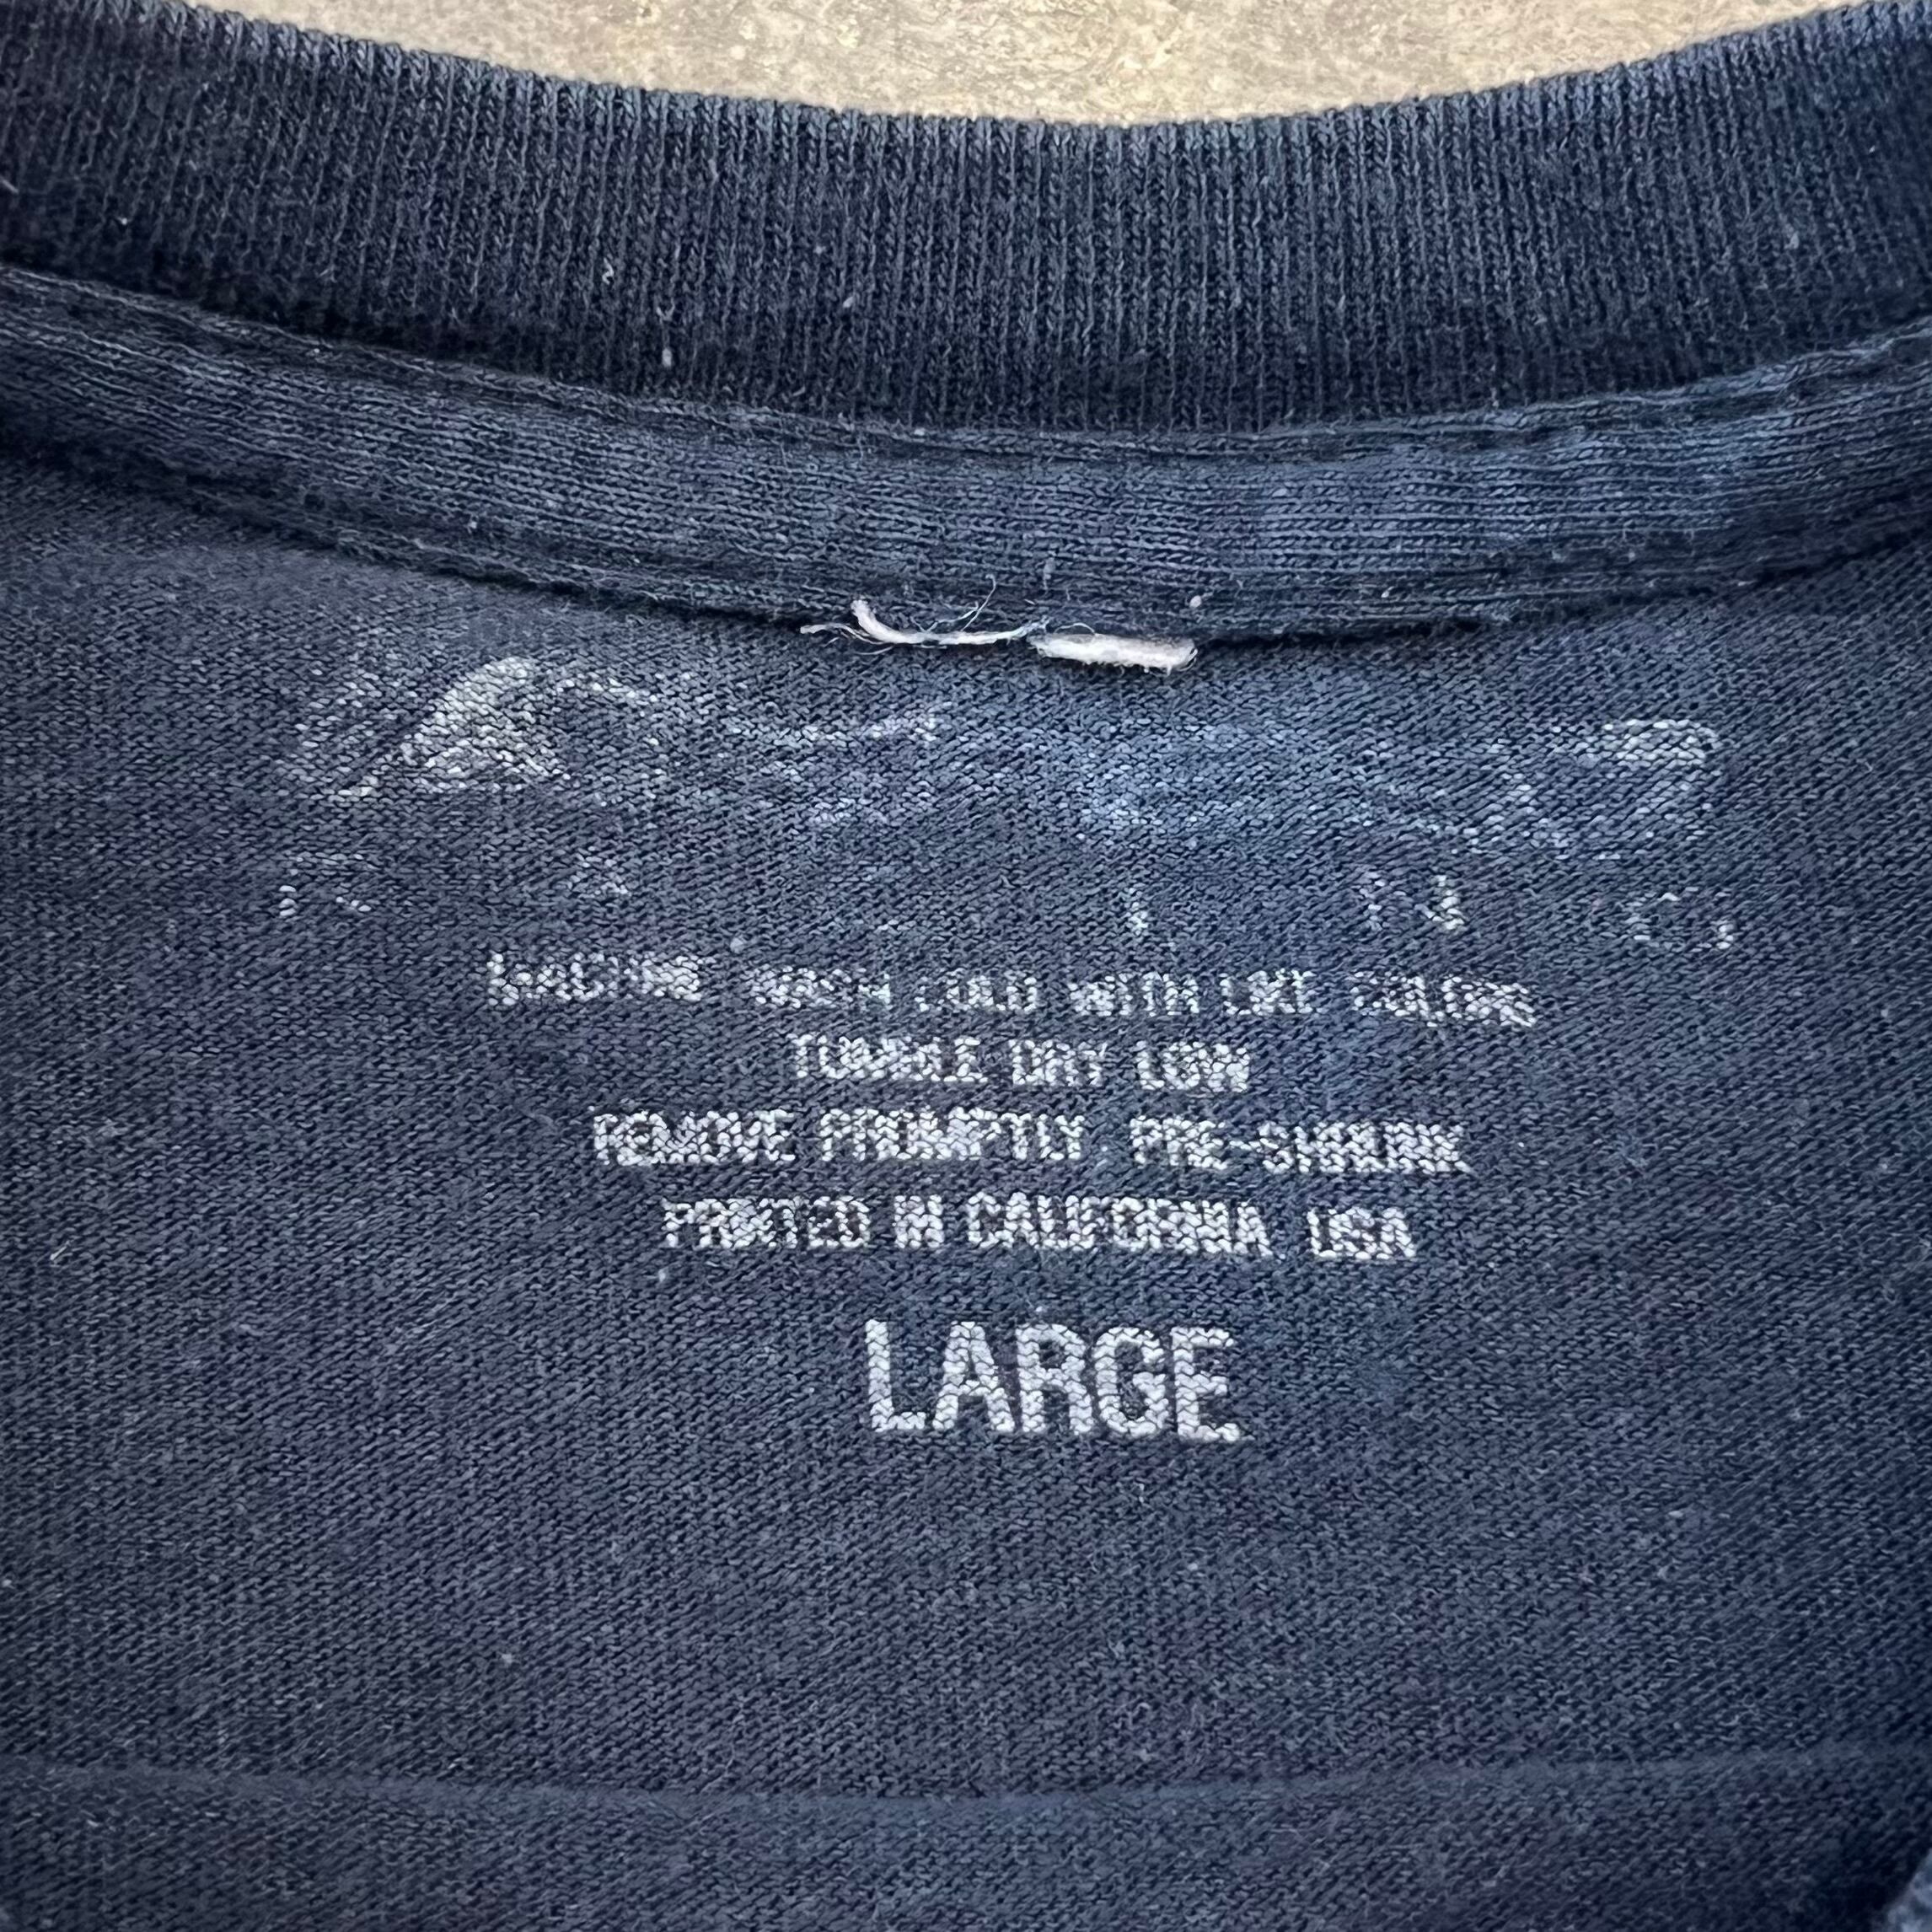 MACHINE WASH COLD WITH LIKE COLORS
TUMBLE DRY LOW
REMOVE PROMPTLY PRE-SHRUNK
PRINTED IN CALIFORNIA USA
LARGE